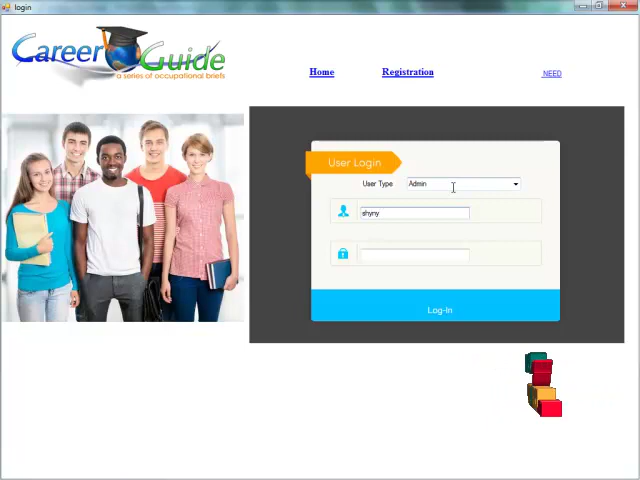 login
Career Guide
a series of occupational briefs
Home
Registration
NEED
User Login
User Type
Admin
shyny
Log-In